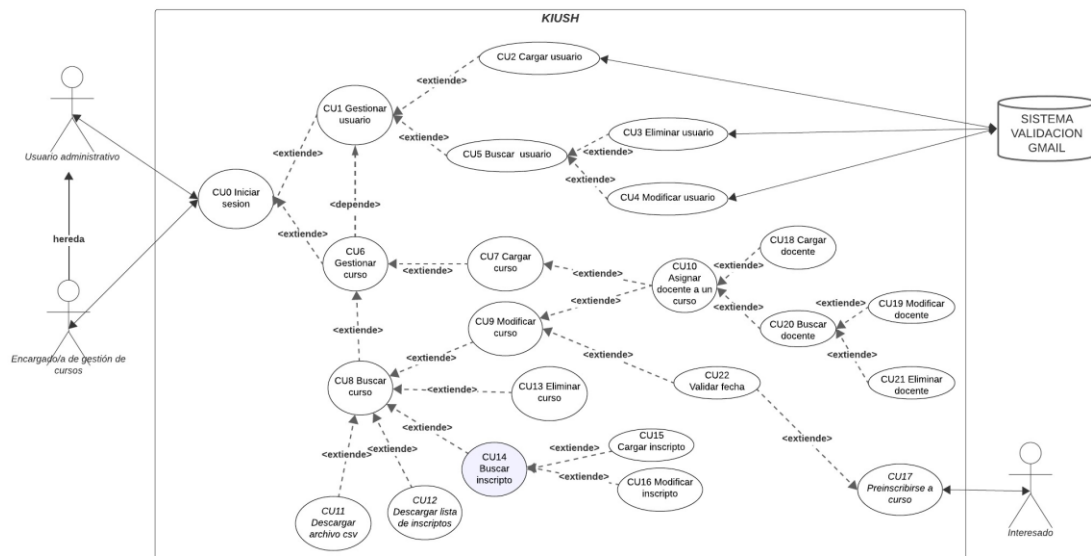 KIUSH
CU2 Cargar usuario
<extiende>
CU1 Gestionar
usuario
<extiende>
CU3 Eliminar usuario
<extiende>
CU5 Buscar usuario
<extiende>
CU4 Modificar usuario
SISTEMA
VALIDACION
GMAIL
Usuario administrativo
<extiende>
CU0 Iniciar
sesion
<depende>
hereda
<extiende>
CU6
Gestionar
curso
<extiende>
CU7 Cargar
curso
<extiende>
CU10
Asignar
docente a un
curso
<extiende>
CU18 Cargar
docente
<extiende>
<extiende>
CU20 Buscar
docente
<extiende>
CU19 Modificar
docente
<extiende>
CU21 Eliminar
docente
Encargado/a de gestión de
cursos
<extiende>
CU9 Modificar
curso
<extiende>
<extiende>
CU22
Validar fecha
CU8 Buscar
curso
<extiende>
CU13 Eliminar
curso
<extiende>
<extiende>
<extiende>
<extiende>
CU14
Buscar
inscripto
<extiende>
CU15
Cargar inscripto
<extiende>
CU16 Modificar
inscripto
CU11
Descargar
archivo csv
CU12
Descargar lista
de inscriptos
CU17
Preinscribirse a
curso
Interesado